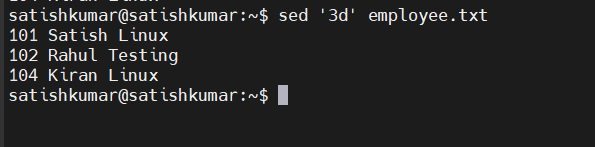 satishkumar@satishkumar:~$ sed '3d' employee.txt
101 Satish Linux
102 Rahul Testing
104 Kiran Linux
satishkumar@satishkumar:~$